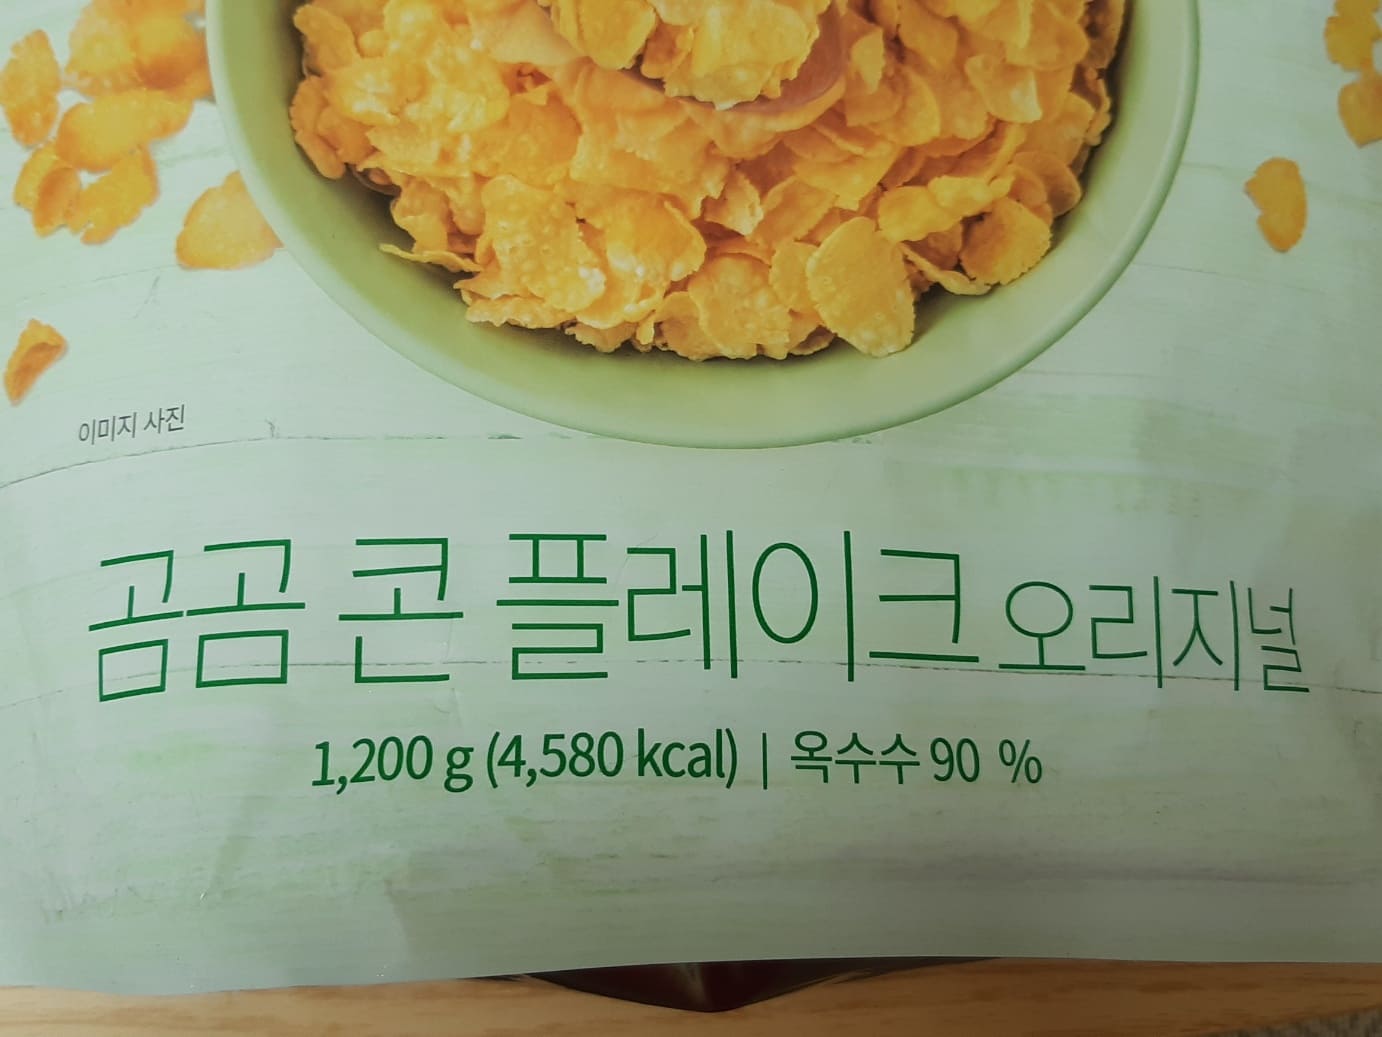 이미지 사진
곰곰 콘 플레이크 오리지널
1,200 g (4,580 kcal) | 옥수수 90 %